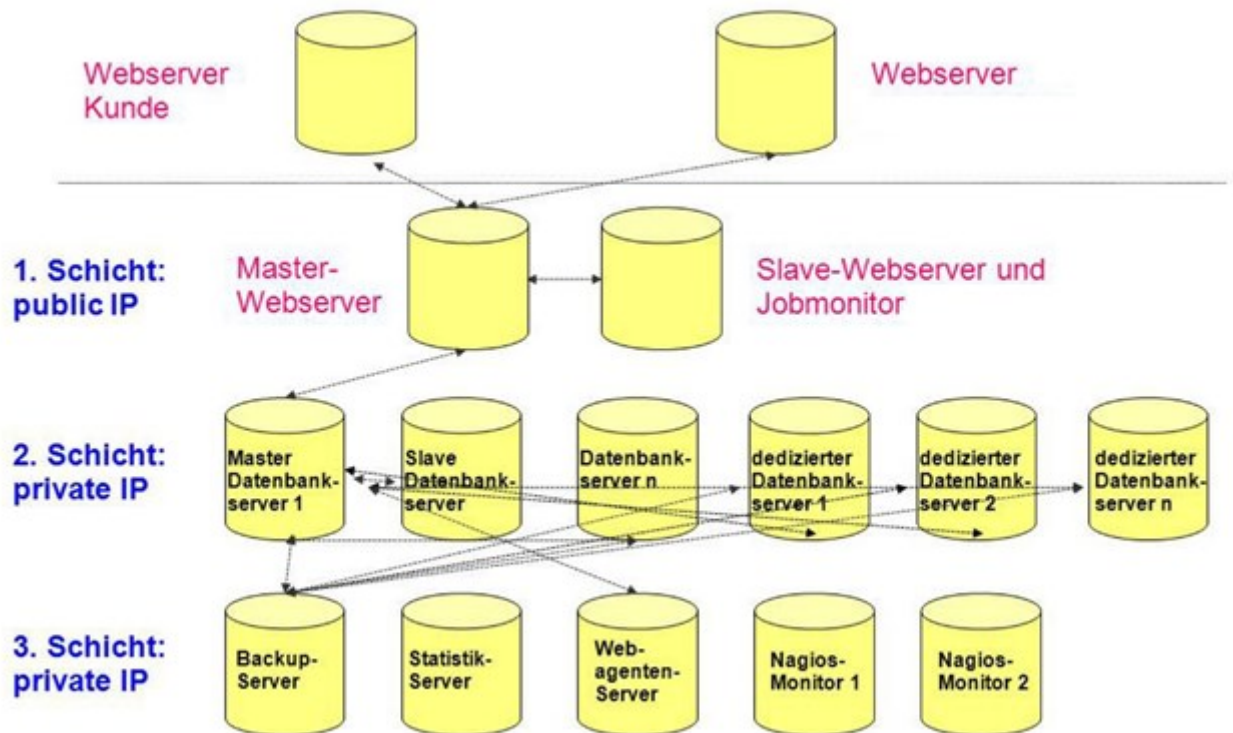 Webserver
Kunde
Webserver
1. Schicht:
public IP
Master-
Webserver
Slave-Webserver und
Jobmonitor
2. Schicht:
private IP
Master
Datenbank-
server 1
Slave
Datenbank-
server
Datenbank-
server n
dedizierter
Datenbank-
server 1
dedizierter
Datenbank-
server 2
dedizierter
Datenbank-
server n
3. Schicht:
private IP
Backup-
Server
Statistik-
Server
Web-
agenten-
Server
Nagios-
Monitor 1
Nagios-
Monitor 2